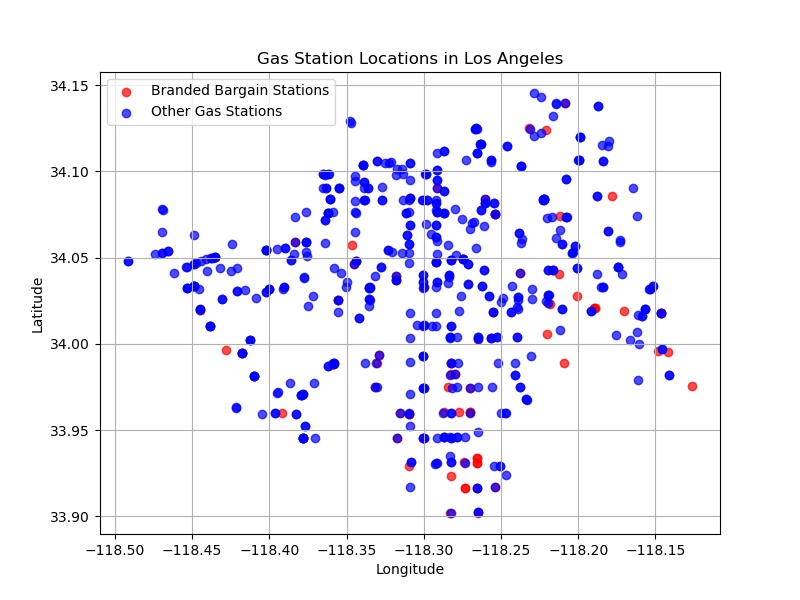 Gas Station Locations in Los Angeles
Branded Bargain Stations
Other Gas Stations
34.15
34.10
34.05
34.00
33.95
33.90
Latitude
−118.50 −118.45 −118.40 −118.35 −118.30 −118.25 −118.20 −118.15
Longitude